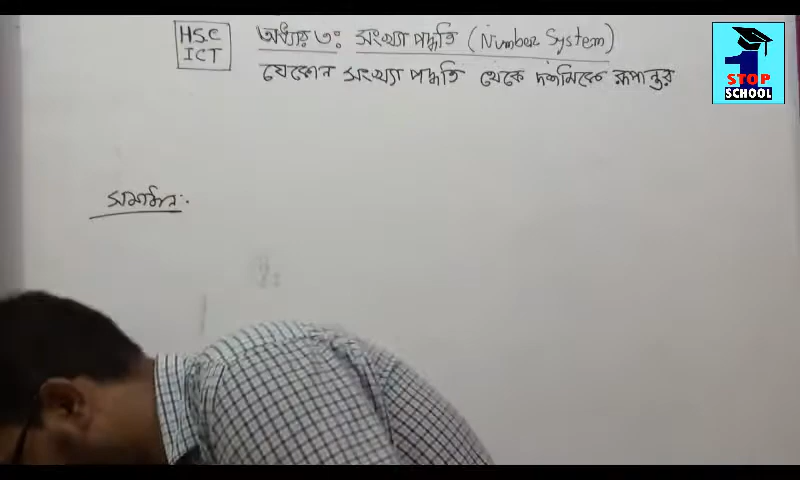 HSC
ICT
অধ্যায় ৩ঃ সংখ্যা পদ্ধতি (Number System)
যেকোন সংখ্যা পদ্ধতি থেকে দশমিকে রূপান্তর
1 STOP SCHOOL
সমাধান: